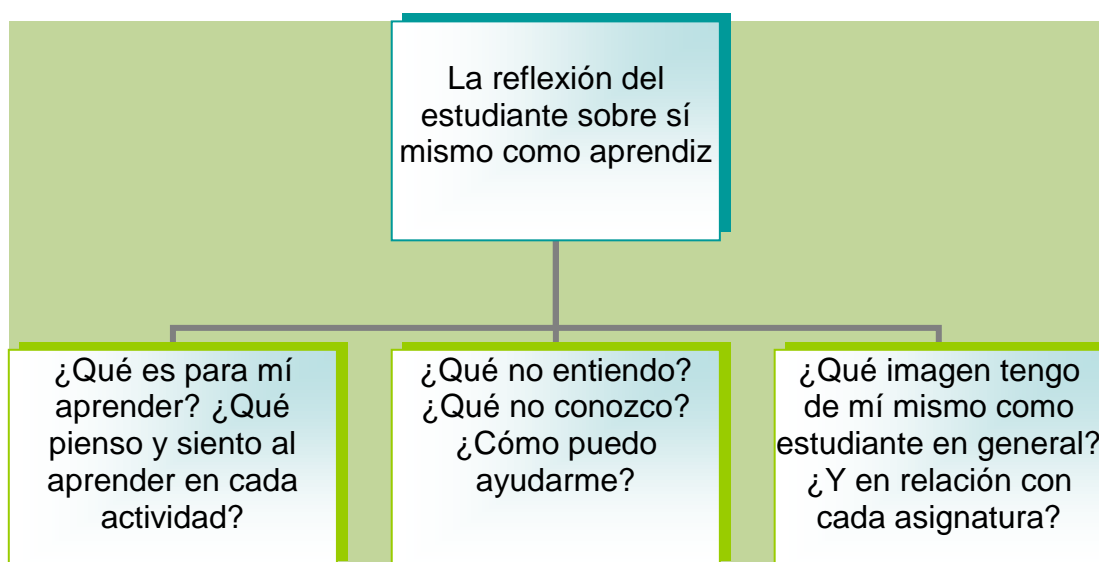 La reflexión del
estudiante sobre sí
mismo como aprendiz
¿Qué es para mí
aprender? ¿Qué
pienso y siento al
aprender en cada
actividad?
¿Qué no entiendo?
¿Qué no conozco?
¿Cómo puedo
ayudarme?
¿Qué imagen tengo
de mí mismo como
estudiante en general?
¿Y en relación con
cada asignatura?